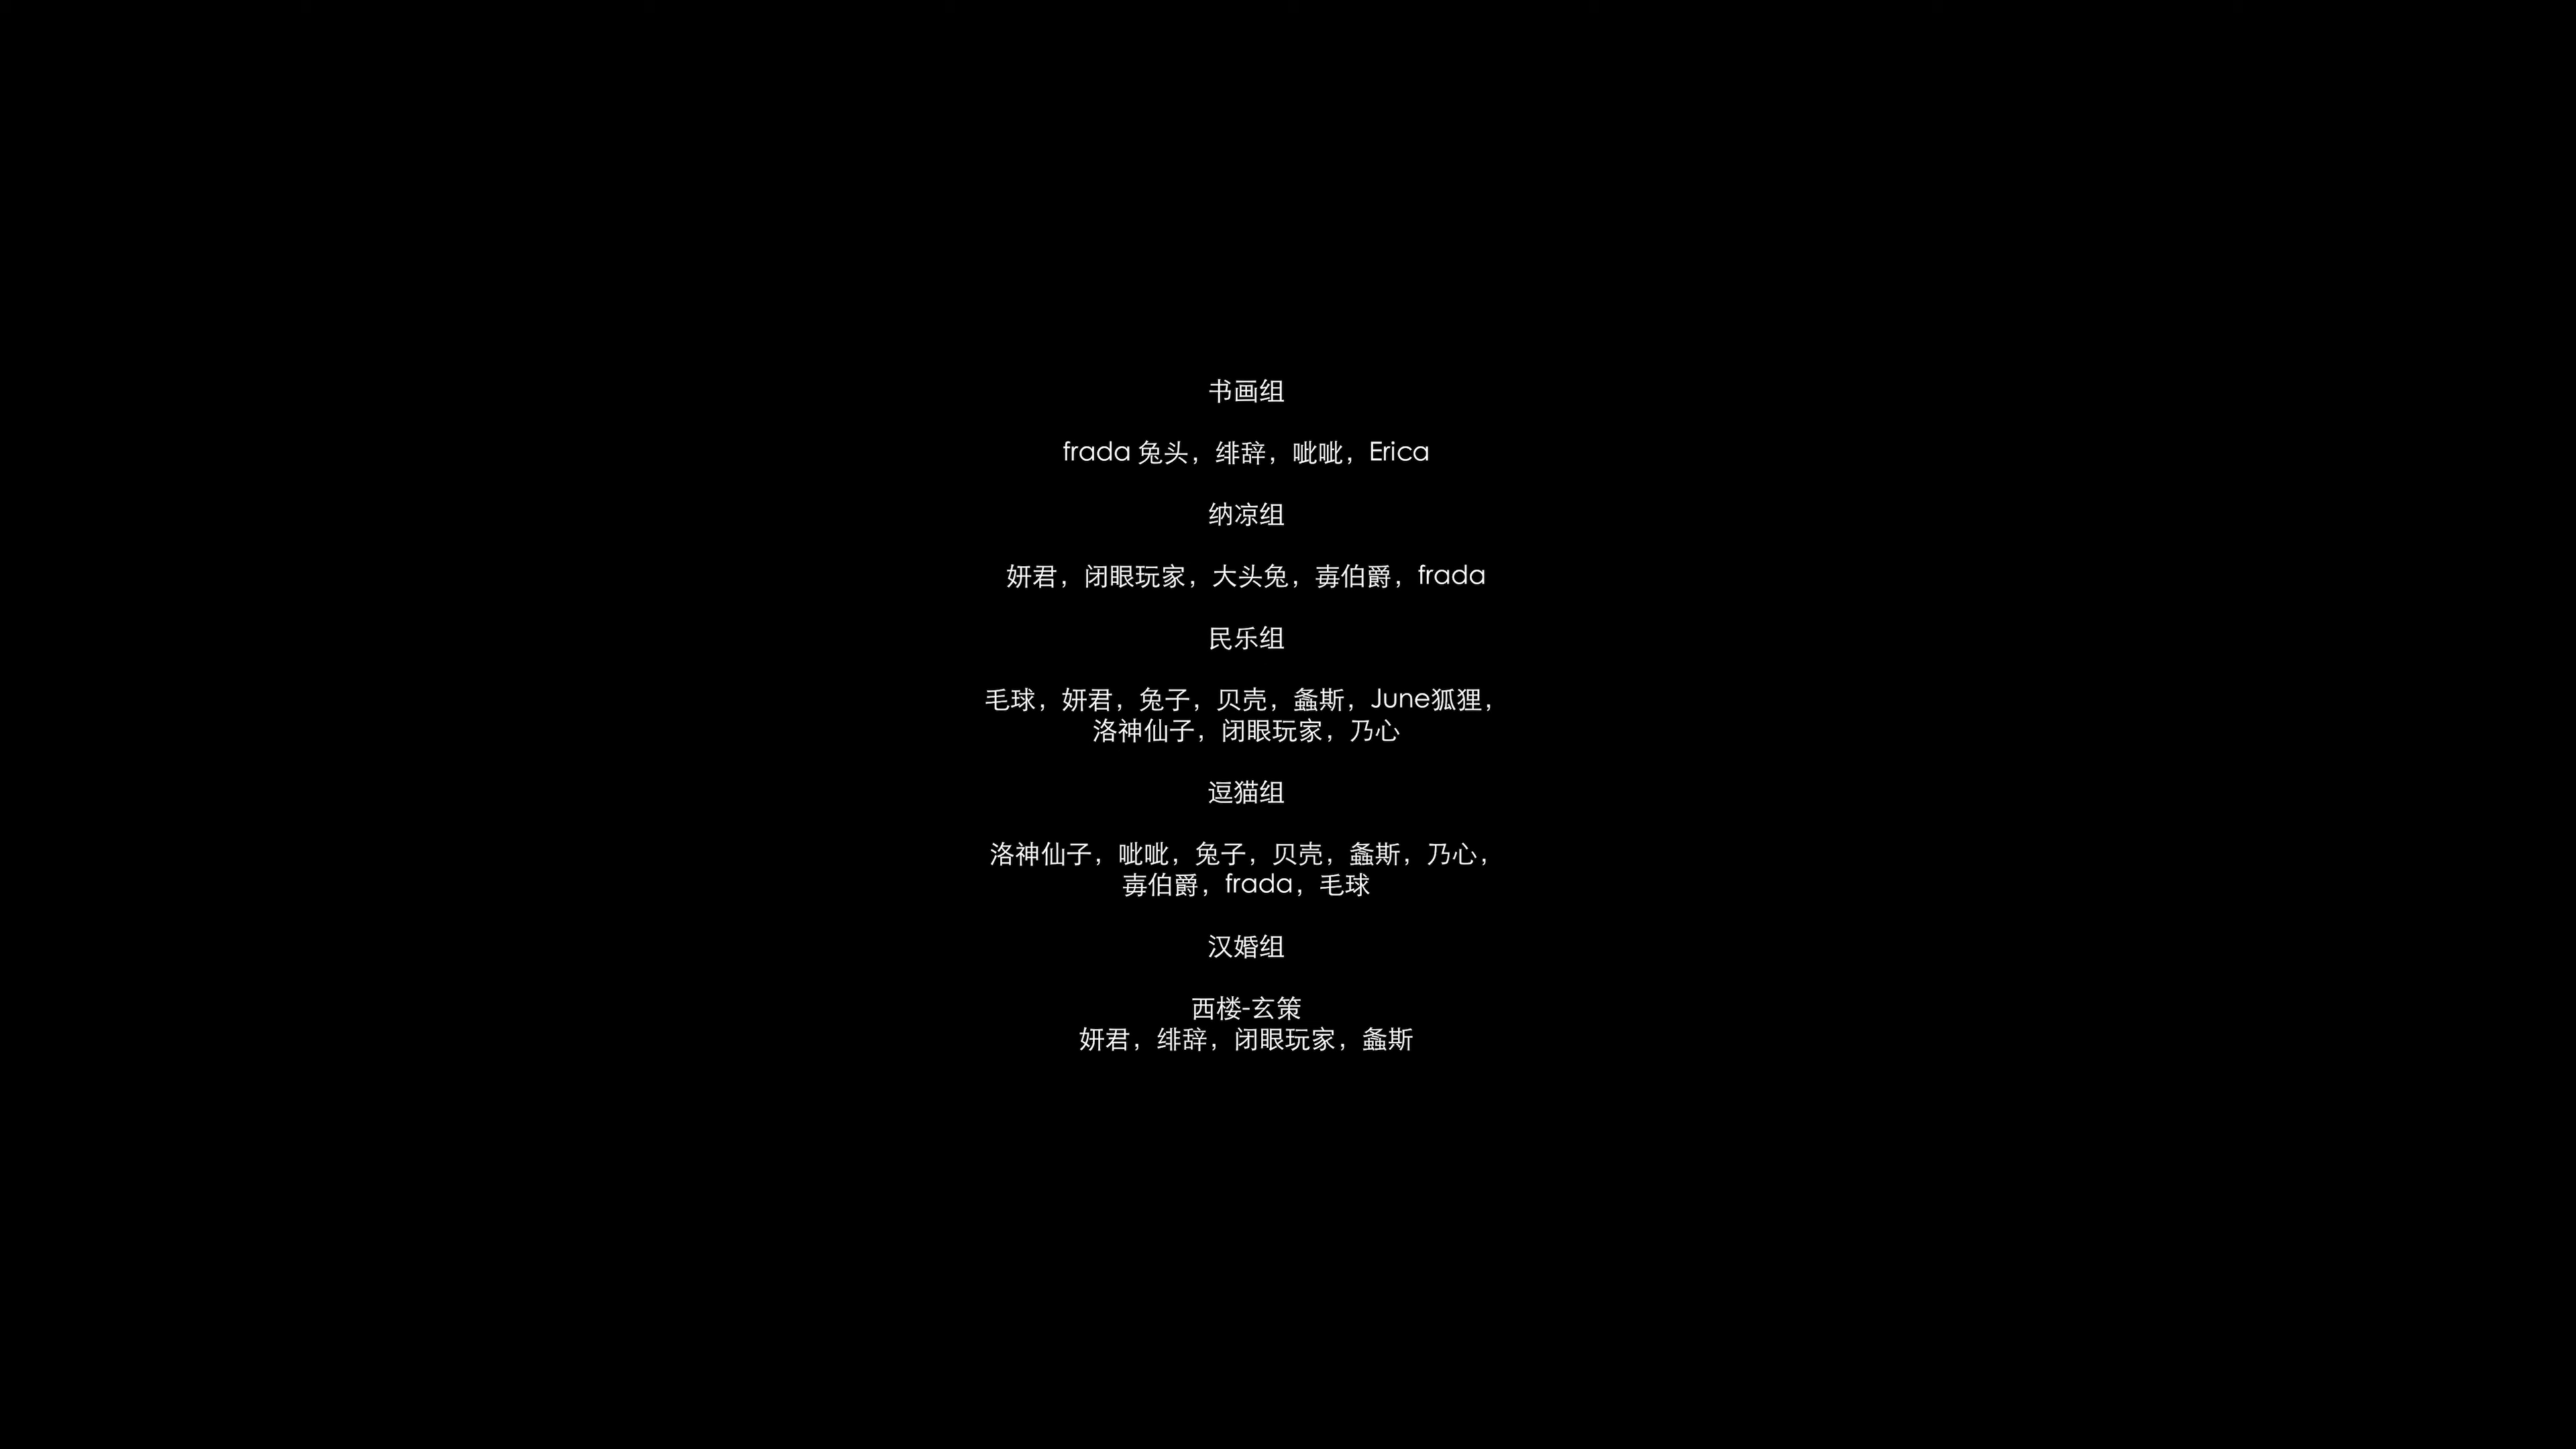 书画组
frada 兔头，绯辞，呲呲，Erica
纳凉组
妍君，闭眼玩家，大头兔，毐伯爵，frada
民乐组
毛球，妍君，兔子，贝壳，螽斯，June狐狸，
洛神仙子，闭眼玩家，乃心
逗猫组
洛神仙子，呲呲，兔子，贝壳，螽斯，乃心，
毐伯爵，frada，毛球
汉婚组
西楼-玄策
妍君，绯辞，闭眼玩家，螽斯